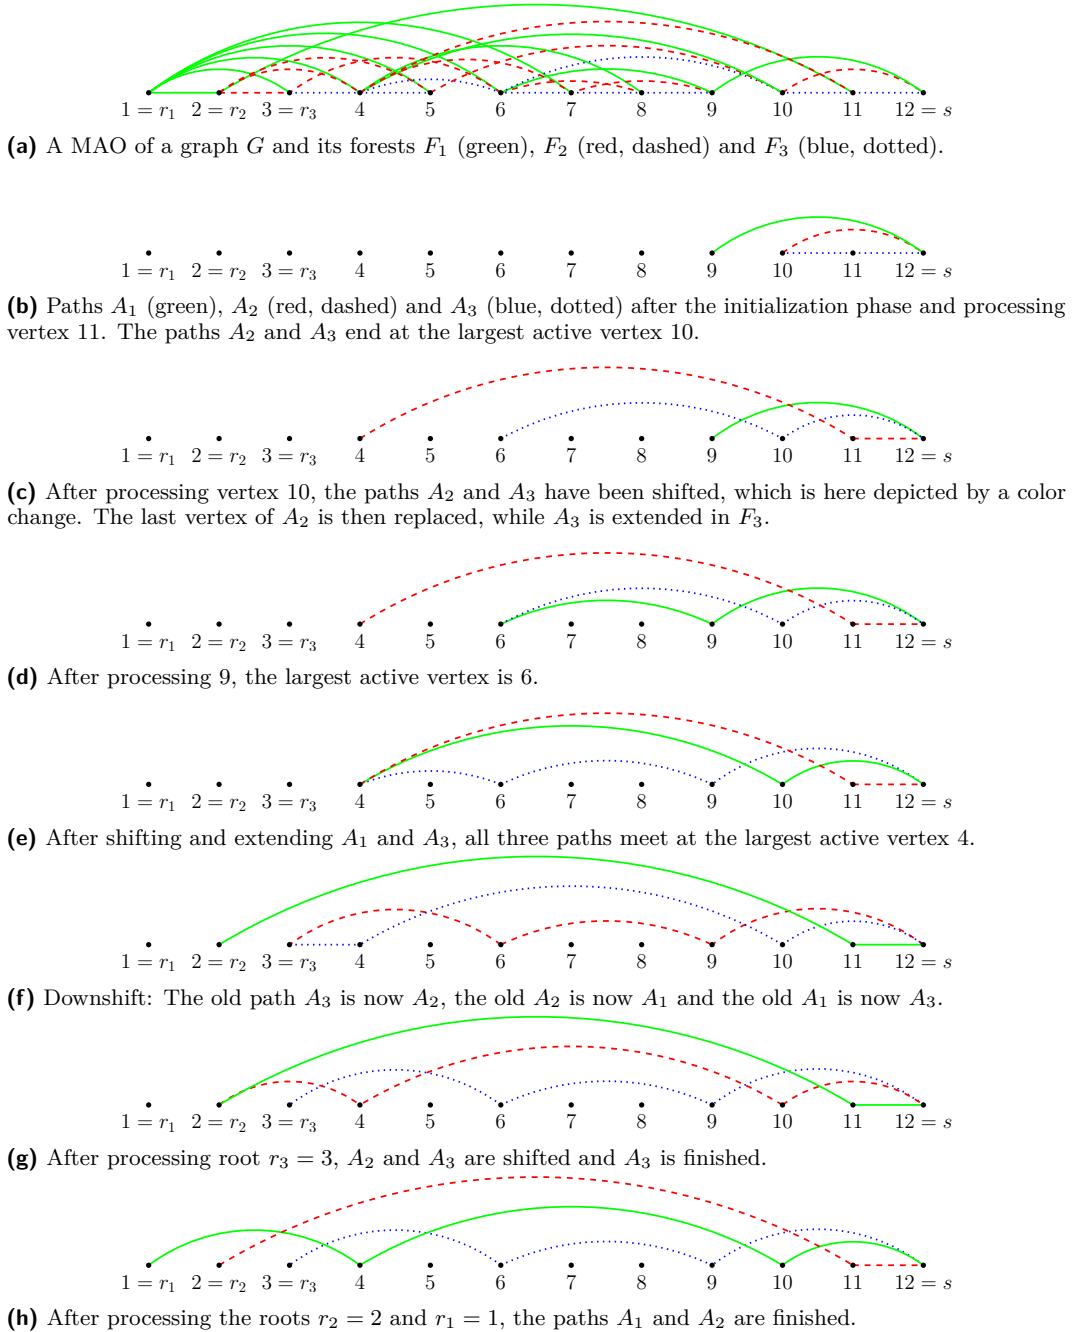 1 = r₁ 2 = r₂ 3 = r₃ 4 5 6 7 8 9 10 11 12 = s
(a) A MAO of a graph G and its forests F₁ (green), F₂ (red, dashed) and F₃ (blue, dotted).
1 = r₁ 2 = r₂ 3 = r₃ 4 5 6 7 8 9 10 11 12 = s
(b) Paths A₁ (green), A₂ (red, dashed) and A₃ (blue, dotted) after the initialization phase and processing
vertex 11. The paths A₂ and A₃ end at the largest active vertex 10.
1 = r₁ 2 = r₂ 3 = r₃ 4 5 6 7 8 9 10 11 12 = s
(c) After processing vertex 10, the paths A₂ and A₃ have been shifted, which is here depicted by a color
change. The last vertex of A₂ is then replaced, while A₃ is extended in F₃.
1 = r₁ 2 = r₂ 3 = r₃ 4 5 6 7 8 9 10 11 12 = s
(d) After processing 9, the largest active vertex is 6.
1 = r₁ 2 = r₂ 3 = r₃ 4 5 6 7 8 9 10 11 12 = s
(e) After shifting and extending A₁ and A₃, all three paths meet at the largest active vertex 4.
1 = r₁ 2 = r₂ 3 = r₃ 4 5 6 7 8 9 10 11 12 = s
(f) Downshift: The old path A₃ is now A₂, the old A₂ is now A₁ and the old A₁ is now A₃.
1 = r₁ 2 = r₂ 3 = r₃ 4 5 6 7 8 9 10 11 12 = s
(g) After processing root r₃ = 3, A₂ and A₃ are shifted and A₃ is finished.
1 = r₁ 2 = r₂ 3 = r₃ 4 5 6 7 8 9 10 11 12 = s
(h) After processing the roots r₂ = 2 and r₁ = 1, the paths A₁ and A₂ are finished.